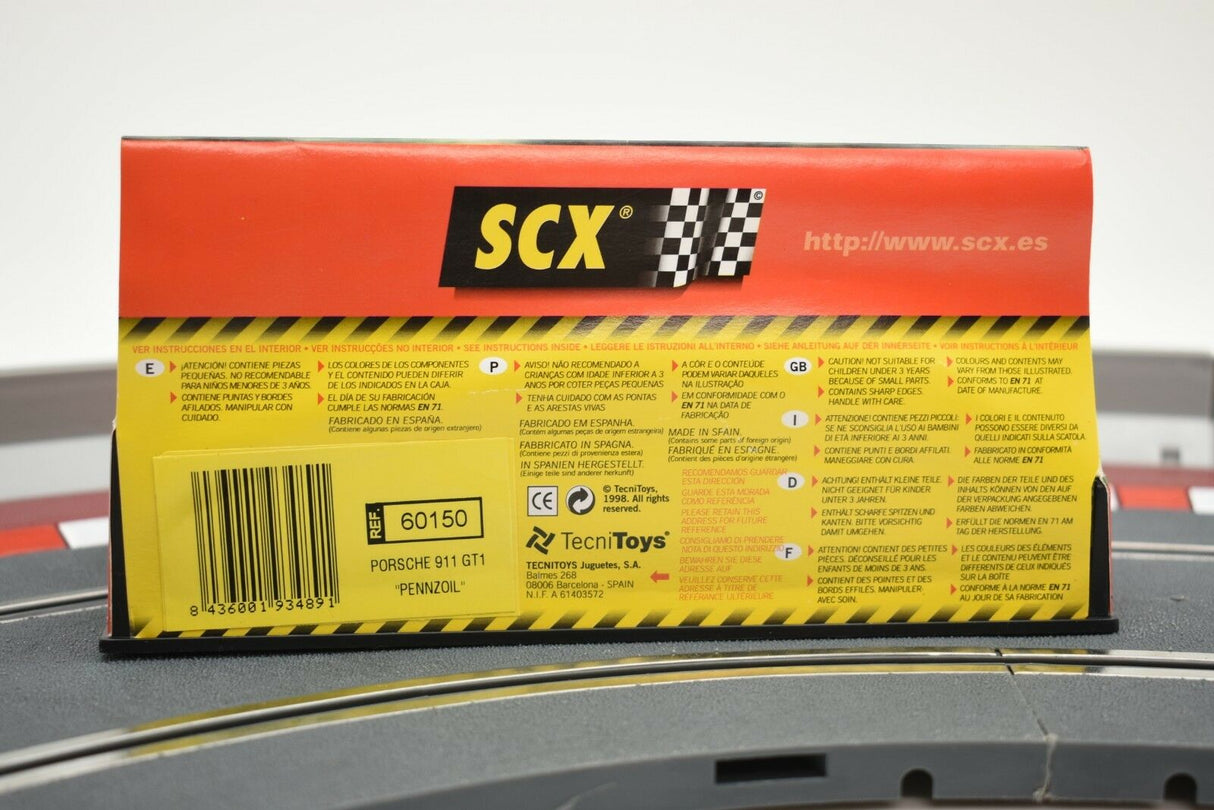 SCX®
©
http://www.scx.es
VER INSTRUCCIONES EN EL INTERIOR • VER INSTRUCÇÕES NO INTERIOR • SEE INSTRUCTIONS INSIDE • LEGGERE LE ISTRUZIONI ALL'INTERNO • SIEHE ANLEITUNG AUF DER INNERSEITE • VOIR INSTRUCTIONS À L'INTÉRIEUR
E
¡ATENCIÓN! CONTIENE PIEZAS
PEQUEÑAS. NO RECOMENDABLE
PARA NIÑOS MENORES DE 3 AÑOS.
CONTIENE PUNTAS Y BORDES
AFILADOS. MANIPULAR CON
CUIDADO.
LOS COLORES DE LOS COMPONENTES
Y EL CONTENIDO PUEDEN DIFERIR
DE LOS INDICADOS EN LA CAJA.
EL DÍA DE SU FABRICACIÓN
CUMPLE LAS NORMAS EN 71.
FABRICADO EN ESPAÑA.
(Contiene algunas piezas de origen extranjero)
P
AVISO! NÃO RECOMENDADO A
CRIANÇAS COM IDADE INFERIOR A 3
ANOS POR COTER PEÇAS PEQUENAS
TENHA CUIDADO COM AS PONTAS
E AS ARESTAS VIVAS
A CÔR E O CONTEÚDE
PODEM VARIAR DAQUELES
NA ILUSTRAÇÃO
EM CONFORMIDADE COM O
EN 71 NA DATA DE
FABRICAÇÃO
FABRICADO EM ESPANHA.
(Contém algumas peças de origem estrangeira)
FABBRICATO IN SPAGNA.
(Contiene pezzi di provenienza estera)
IN SPANIEN HERGESTELLT.
(Einige teile sind anderer herkunft)
MADE IN SPAIN.
(Contains some parts of foreign origin)
FABRIQUÉ EN ESPAGNE.
(Contient des pièces d'origine étrangère)
GB
CAUTION! NOT SUITABLE FOR
CHILDREN UNDER 3 YEARS
BECAUSE OF SMALL PARTS.
CONTAINS SHARP EDGES.
HANDLE WITH CARE.
COLOURS AND CONTENTS MAY
VARY FROM THOSE ILLUSTRATED.
CONFORMS TO EN 71 AT
DATE OF MANUFACTURE.
I
ATTENZIONE! CONTIENE PEZZI PICCOLI:
SE NE SCONSIGLIA L'USO AI BAMBINI
DI ETÀ INFERIORE AI 3 ANNI.
CONTIENE PUNTI E BORDI AFFILATI.
MANEGGIARE CON CURA.
I COLORI E IL CONTENUTO
POSSONO ESSERE DIVERSI DA
QUELLI INDICATI SULLA SCATOLA.
FABBRICATO IN CONFORMITÀ
ALLE NORME EN 71
D
ACHTUNG! ENTHÄLT KLEINE TEILE.
NICHT GEEIGNET FÜR KINDER
UNTER 3 JAHREN.
ENTHÄLT SCHARFE SPITZEN UND
KANTEN. BITTE VORSICHTIG
DAMIT UMGEHEN.
DIE FARBEN DER TEILE UND DES
INHALTS KÖNNEN VON DEN AUF
DER VERPACKUNG ANGEGEBENEN
FARBEN ABWEICHEN.
ERFÜLLT DIE NORMEN EN 71 AM
TAG DER HERSTELLUNG.
F
ATTENTION! CONTIENT DES PETITES
PIÈCES. DÉCONSEILLÉ POUR LES
ENFANTS DE MOINS DE 3 ANS.
CONTIENT DES POINTES ET DES
BORDS EFFILÉS. MANIPULER
AVEC SOIN.
LES COULEURS DES ÉLÉMENTS
ET LE CONTENU PEUVENT ÊTRE
DIFFERENTS DE CEUX INDIQUÉS
SUR LA BOÎTE
CONFORME À LA NORME EN 71
AU JOUR DE SA FABRICATION
RECOMENDAMOS GUARDAR
ESTA DIRECCIÓN
GUARDE ESTA MORADA
COMO REFERÊNCIA
PLEASE RETAIN THIS
ADDRESS FOR FUTURE
REFERENCE
CONSIGLIAMO DI PRENDERE
NOTA DI QUESTO INDIRIZZO
BEWAHREN SIE DIESE
ADRESSE AUF
VEUILLEZ CONSERVE CETTE
ADRESSE À TITRE DE
RÉFÉRENCE ULTÉRIEURE
CE
© TecniToys,
1998. All rights
reserved.
TecniToys®
TECNITOYS Juguetes, S.A.
Balmes 268
08006 Barcelona - SPAIN
N.I.F. A 61403572
REF. 60150
PORSCHE 911 GT1
"PENNZOIL"
8 436001 934891